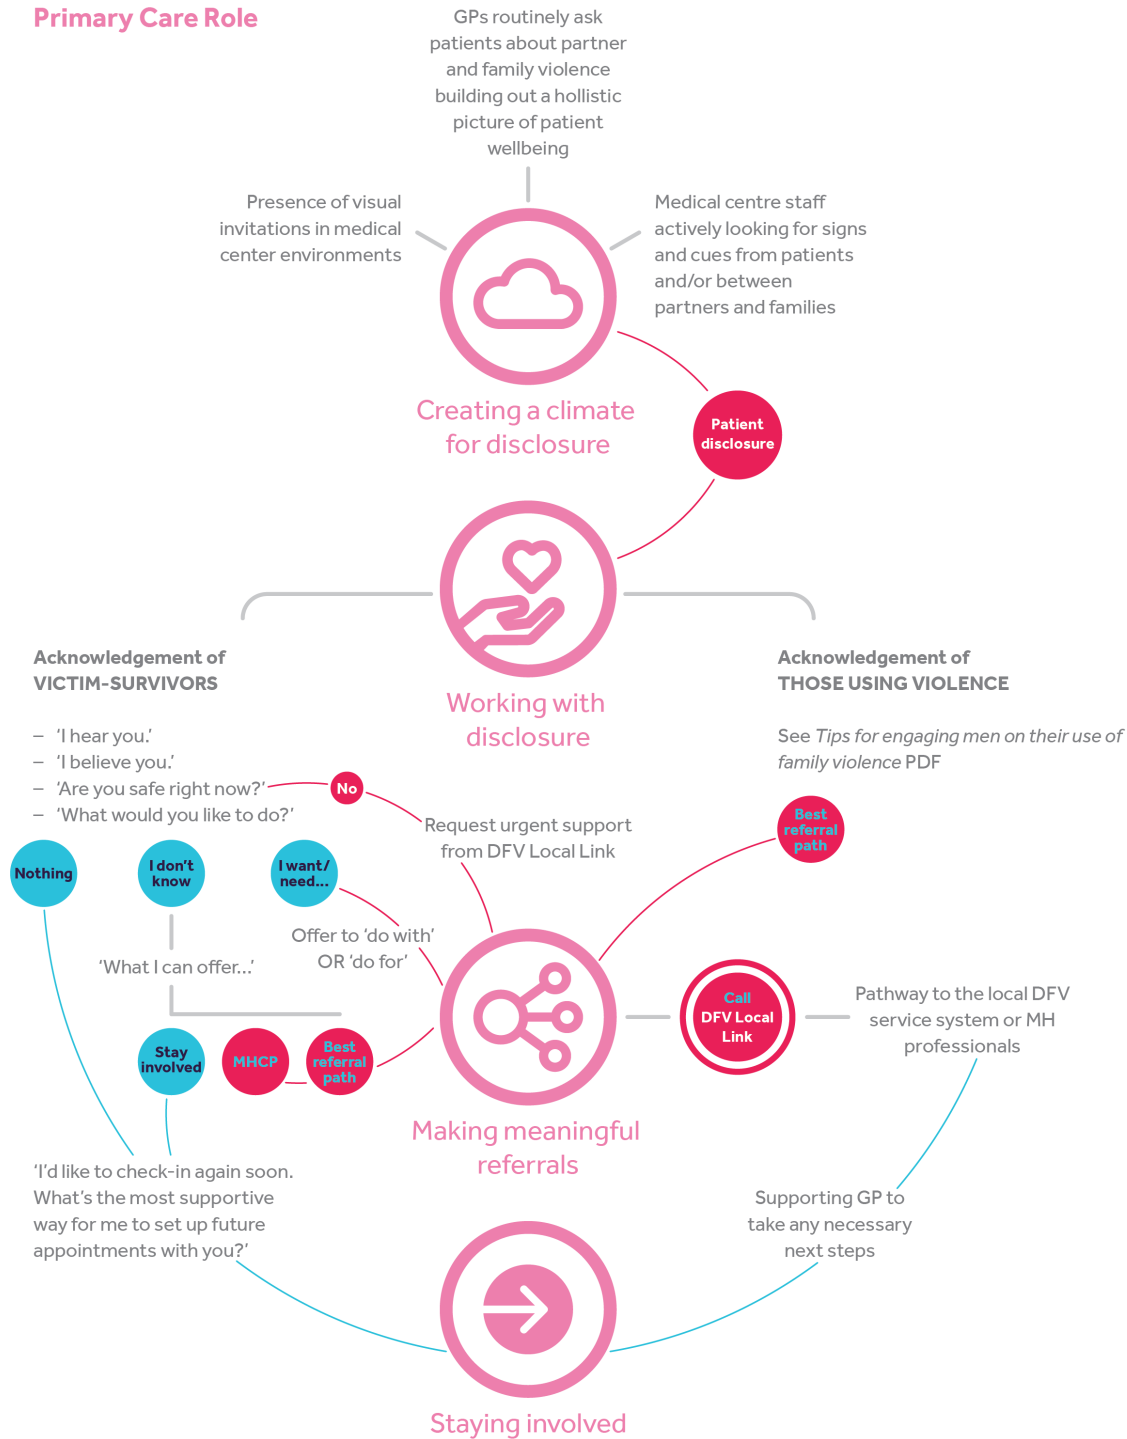 Primary Care Role
GPs routinely ask
patients about partner
and family violence
building out a hollistic
picture of patient
wellbeing
Presence of visual
invitations in medical
center environments
Medical centre staff
actively looking for signs
and cues from patients
and/or between
partners and families
Creating a climate
for disclosure
Patient
disclosure
Working with
disclosure
Acknowledgement of
VICTIM-SURVIVORS
– ‘I hear you.’
– ‘I believe you.’
– ‘Are you safe right now?’
– ‘What would you like to do?’
No
Request urgent support
from DFV Local Link
Acknowledgement of
THOSE USING VIOLENCE
See Tips for engaging men on their use of
family violence PDF
Best
referral
path
Nothing
I don’t
know
I want/
need...
Offer to ‘do with’
OR ‘do for’
‘What I can offer...’
Stay
involved
MHCP
Best
referral
path
Making meaningful
referrals
Call
DFV Local
Link
Pathway to the local DFV
service system or MH
professionals
‘I’d like to check-in again soon.
What’s the most supportive
way for me to set up future
appointments with you?’
Supporting GP to
take any necessary
next steps
Staying involved